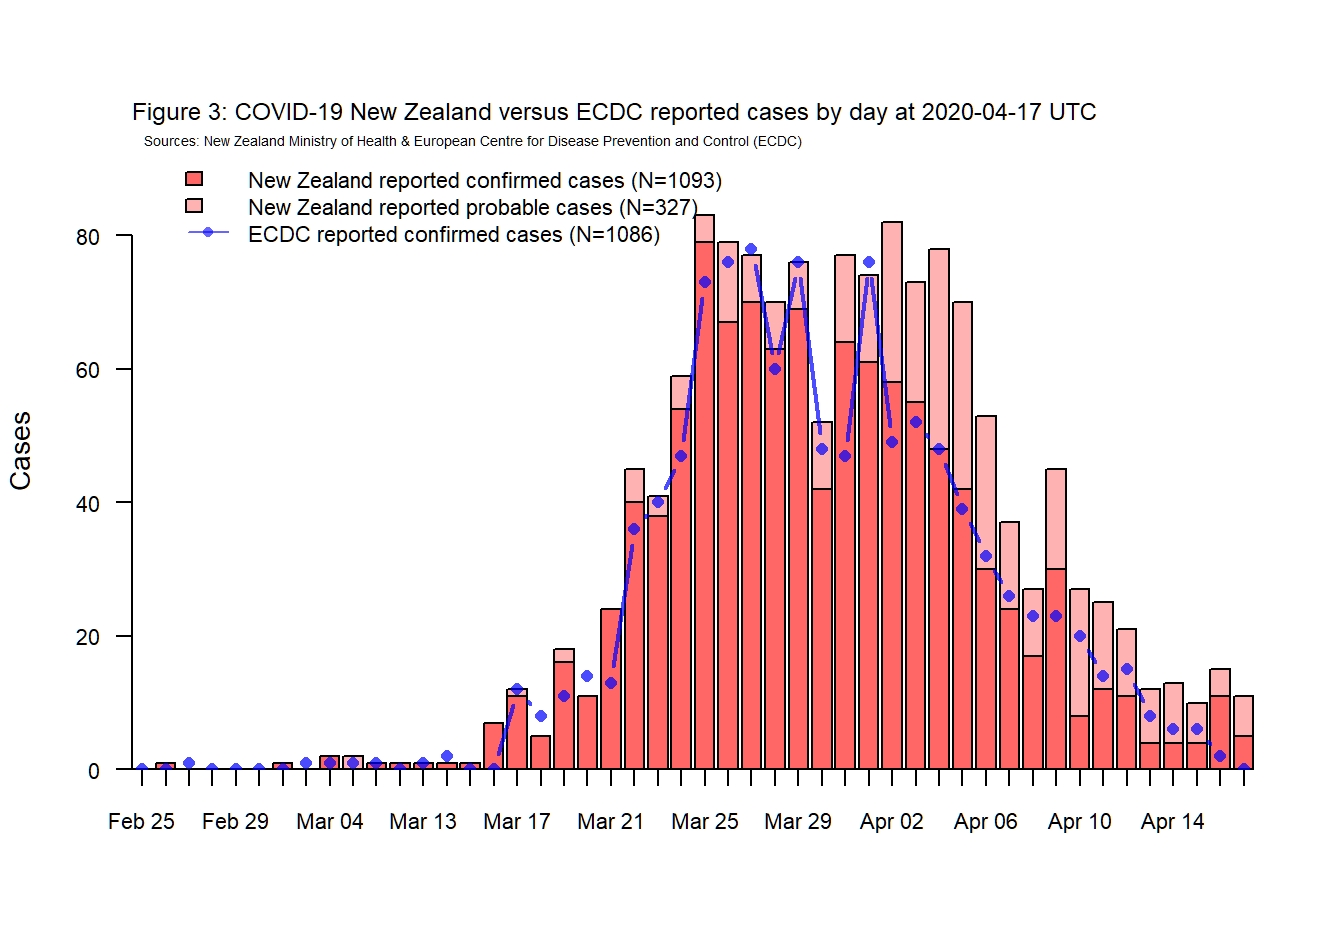 Figure 3: COVID-19 New Zealand versus ECDC reported cases by day at 2020-04-17 UTC
Sources: New Zealand Ministry of Health & European Centre for Disease Prevention and Control (ECDC)
New Zealand reported confirmed cases (N=1093)
New Zealand reported probable cases (N=327)
ECDC reported confirmed cases (N=1086)
80
60
40
20
0
Cases
Feb 25 Feb 29 Mar 04 Mar 13 Mar 17 Mar 21 Mar 25 Mar 29 Apr 02 Apr 06 Apr 10 Apr 14